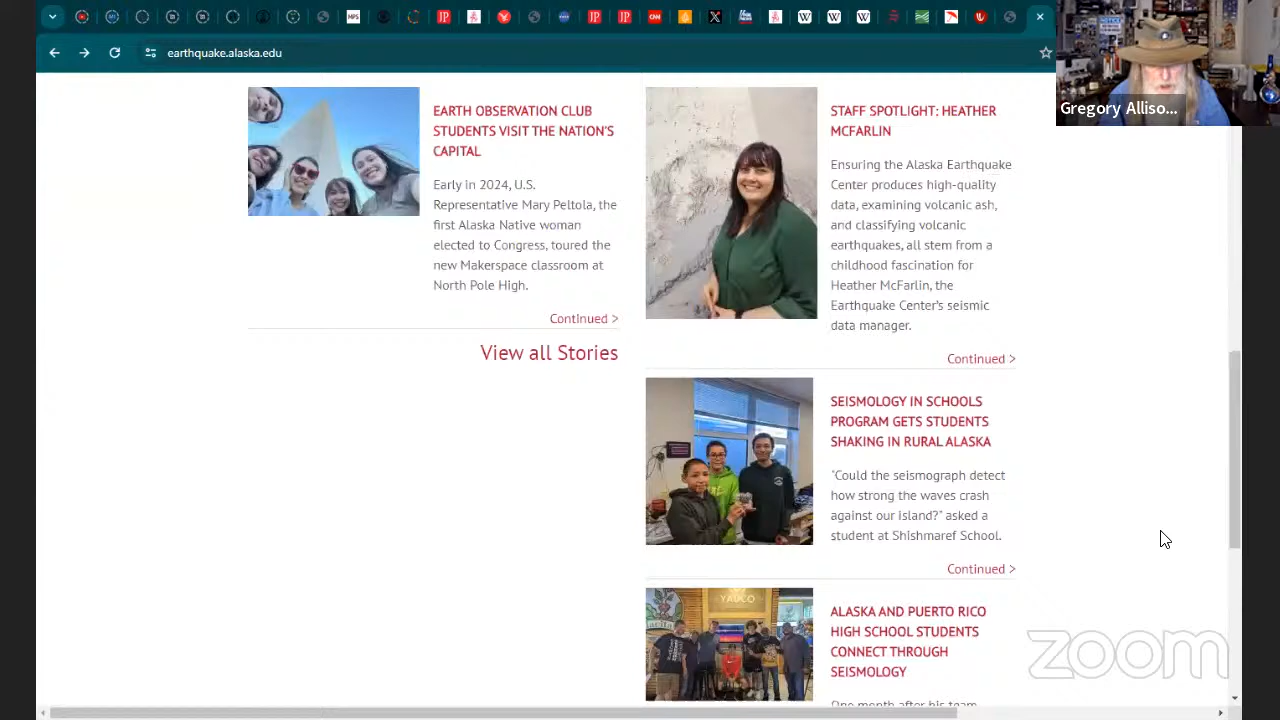 earthquake.alaska.edu
Gregory Alliso...
EARTH OBSERVATION CLUB
STUDENTS VISIT THE NATION'S
CAPITAL
Early in 2024, U.S.
Representative Mary Peltola, the
first Alaska Native woman
elected to Congress, toured the
new Makerspace classroom at
North Pole High.
Continued >
View all Stories
STAFF SPOTLIGHT: HEATHER
MCFARLIN
Ensuring the Alaska Earthquake
Center produces high-quality
data, examining volcanic ash,
and classifying volcanic
earthquakes, all stem from a
childhood fascination for
Heather McFarlin, the
Earthquake Center's seismic
data manager.
Continued >
SEISMOLOGY IN SCHOOLS
PROGRAM GETS STUDENTS
SHAKING IN RURAL ALASKA
"Could the seismograph detect
how strong the waves crash
against our island?" asked a
student at Shishmaref School.
Continued >
YAUCO
ALASKA AND PUERTO RICO
HIGH SCHOOL STUDENTS
CONNECT THROUGH
SEISMOLOGY
One month after his team
zoom